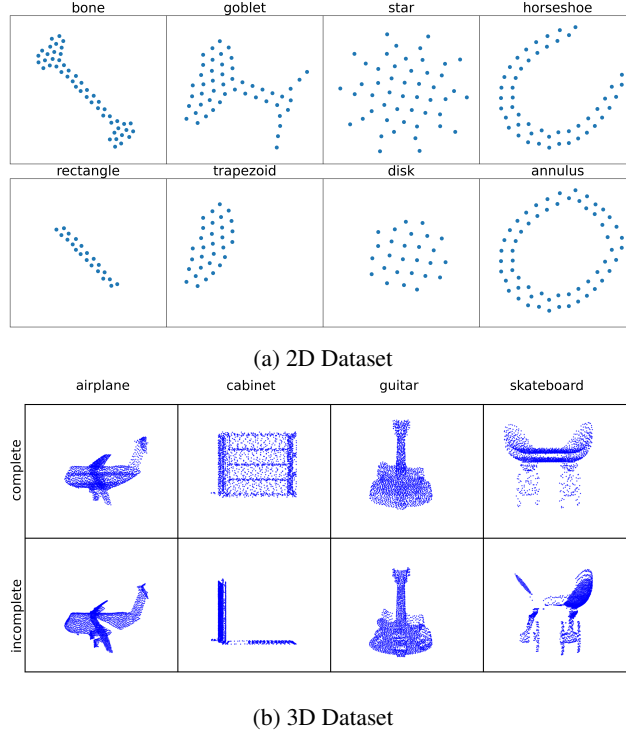 bone goblet star horseshoe
rectangle trapezoid disk annulus
(a) 2D Dataset
airplane cabinet guitar skateboard
complete
incomplete
(b) 3D Dataset